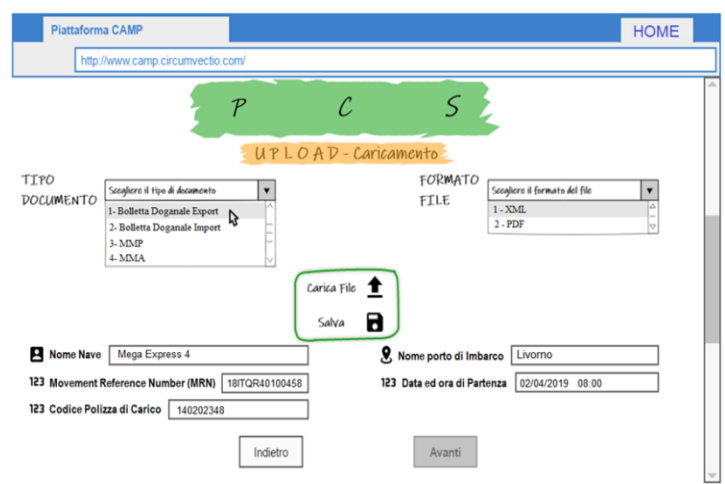 Piattaforma CAMP
HOME
http://www.camp.circumvectio.com/
P C S
UPLOAD - Caricamento
TIPO DOCUMENTO
Scegliere il tipo di documento
1- Bolletta Doganale Export
2- Bolletta Doganale Import
3- MMP
4- MMA
FORMATO FILE
Scegliere il formato del file
1 - XML
2 - PDF
Carica File
Salva
Nome Nave Mega Express 4
Nome porto di Imbarco Livorno
123 Movement Reference Number (MRN) 18ITQR40100458
123 Data ed ora di Partenza 02/04/2019 08:00
123 Codice Polizza di Carico 140202348
Indietro
Avanti